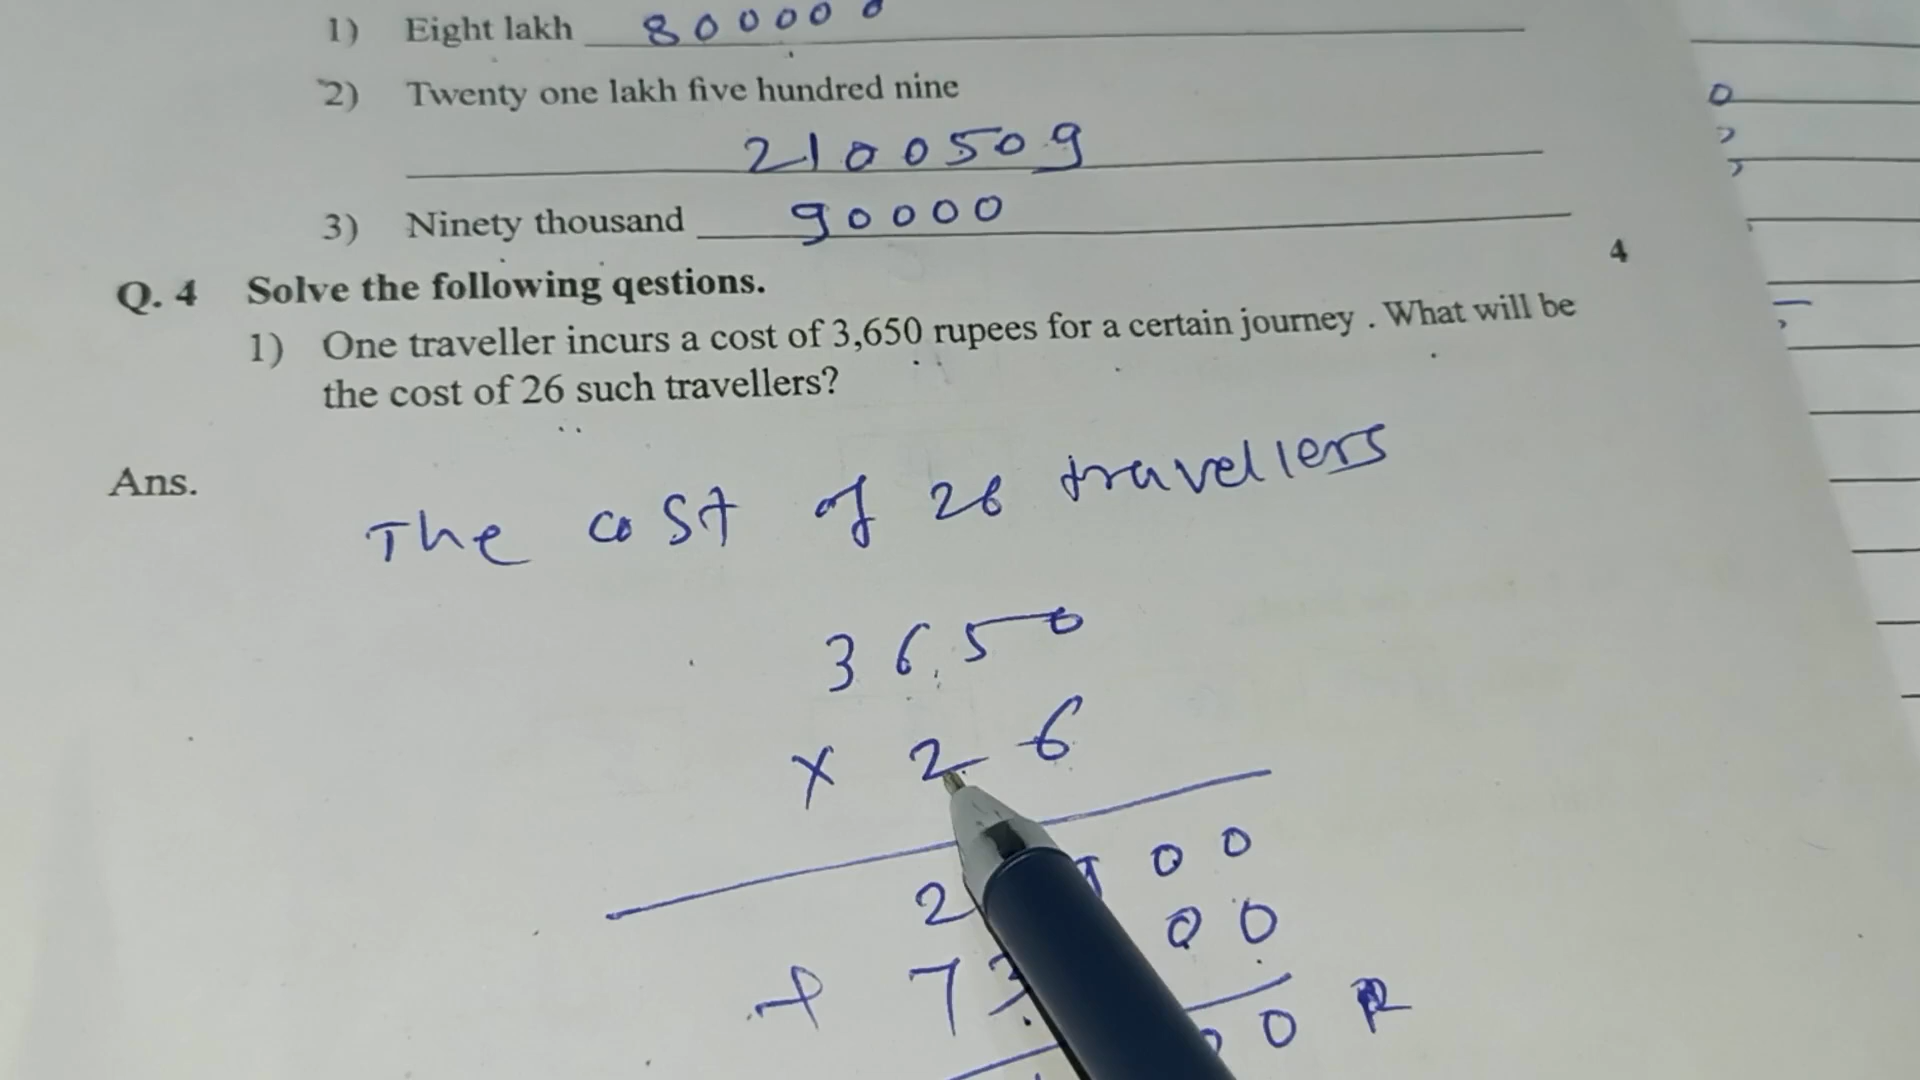 1) Eight lakh 800000
2) Twenty one lakh five hundred nine
2100509
3) Ninety thousand 90000
4
Q. 4 Solve the following qestions.
1) One traveller incurs a cost of 3,650 rupees for a certain journey . What will be
the cost of 26 such travellers?
Ans.
The cost of 26 travellers
3650
× 26
2 00
+ 73 00
0